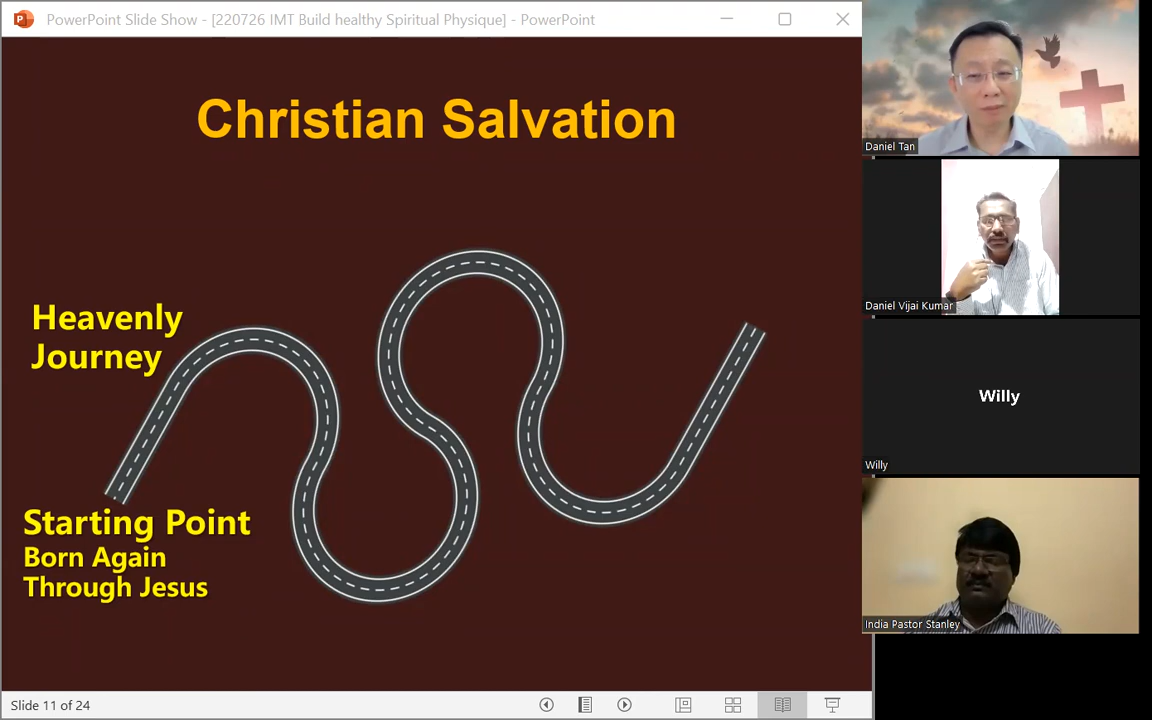 PowerPoint Slide Show - [220726 IMT Build healthy Spiritual Physique] - PowerPoint
Christian Salvation
Heavenly
Journey
Starting Point
Born Again
Through Jesus
Slide 11 of 24
Daniel Tan
Daniel Vijai Kumar
Willy
Willy
India Pastor Stanley